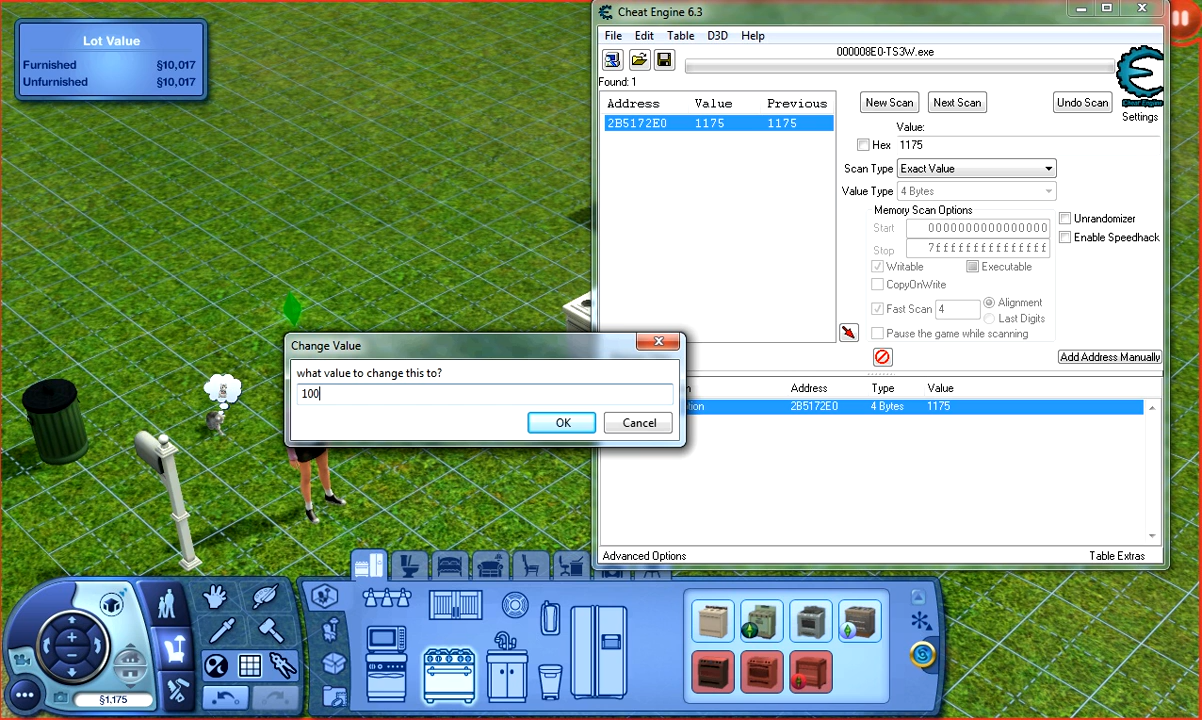 Lot Value
Furnished §10,017
Unfurnished §10,017
Cheat Engine 6.3
File Edit Table D3D Help
000008E0-TS3W.exe
Found: 1
Address Value Previous
2B5172E0 1175 1175
New Scan Next Scan Undo Scan
Cheat Engine
Settings
Value:
Hex 1175
Scan Type Exact Value
Value Type 4 Bytes
Memory Scan Options
Start 0000000000000000
Stop 7fffffffffffffff
Unrandomizer
Enable Speedhack
Writable Executable
CopyOnWrite
Fast Scan 4 Alignment
Last Digits
Pause the game while scanning
Add Address Manually
Change Value
what value to change this to?
100
OK Cancel
Address Type Value
2B5172E0 4 Bytes 1175
Advanced Options Table Extras
§1.175